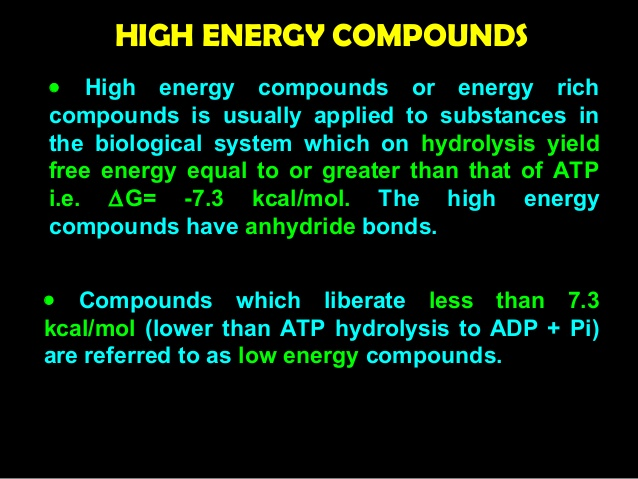 HIGH ENERGY COMPOUNDS
• High energy compounds or energy rich
compounds is usually applied to substances in
the biological system which on hydrolysis yield
free energy equal to or greater than that of ATP
i.e. ΔG= -7.3 kcal/mol. The high energy
compounds have anhydride bonds.
• Compounds which liberate less than 7.3
kcal/mol (lower than ATP hydrolysis to ADP + Pi)
are referred to as low energy compounds.